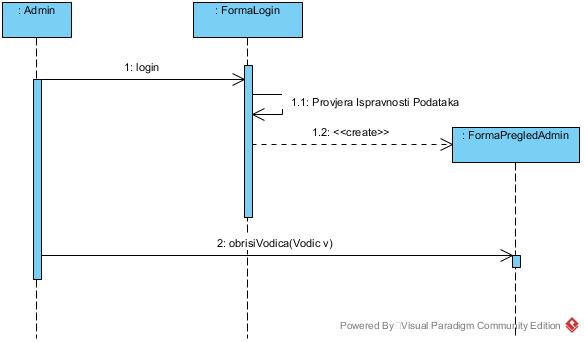 : Admin
: FormaLogin
1: login
1.1: Provjera Ispravnosti Podataka
1.2: <<create>>
: FormaPregledAdmin
2: obrisiVodica(Vodic v)
Powered By Visual Paradigm Community Edition